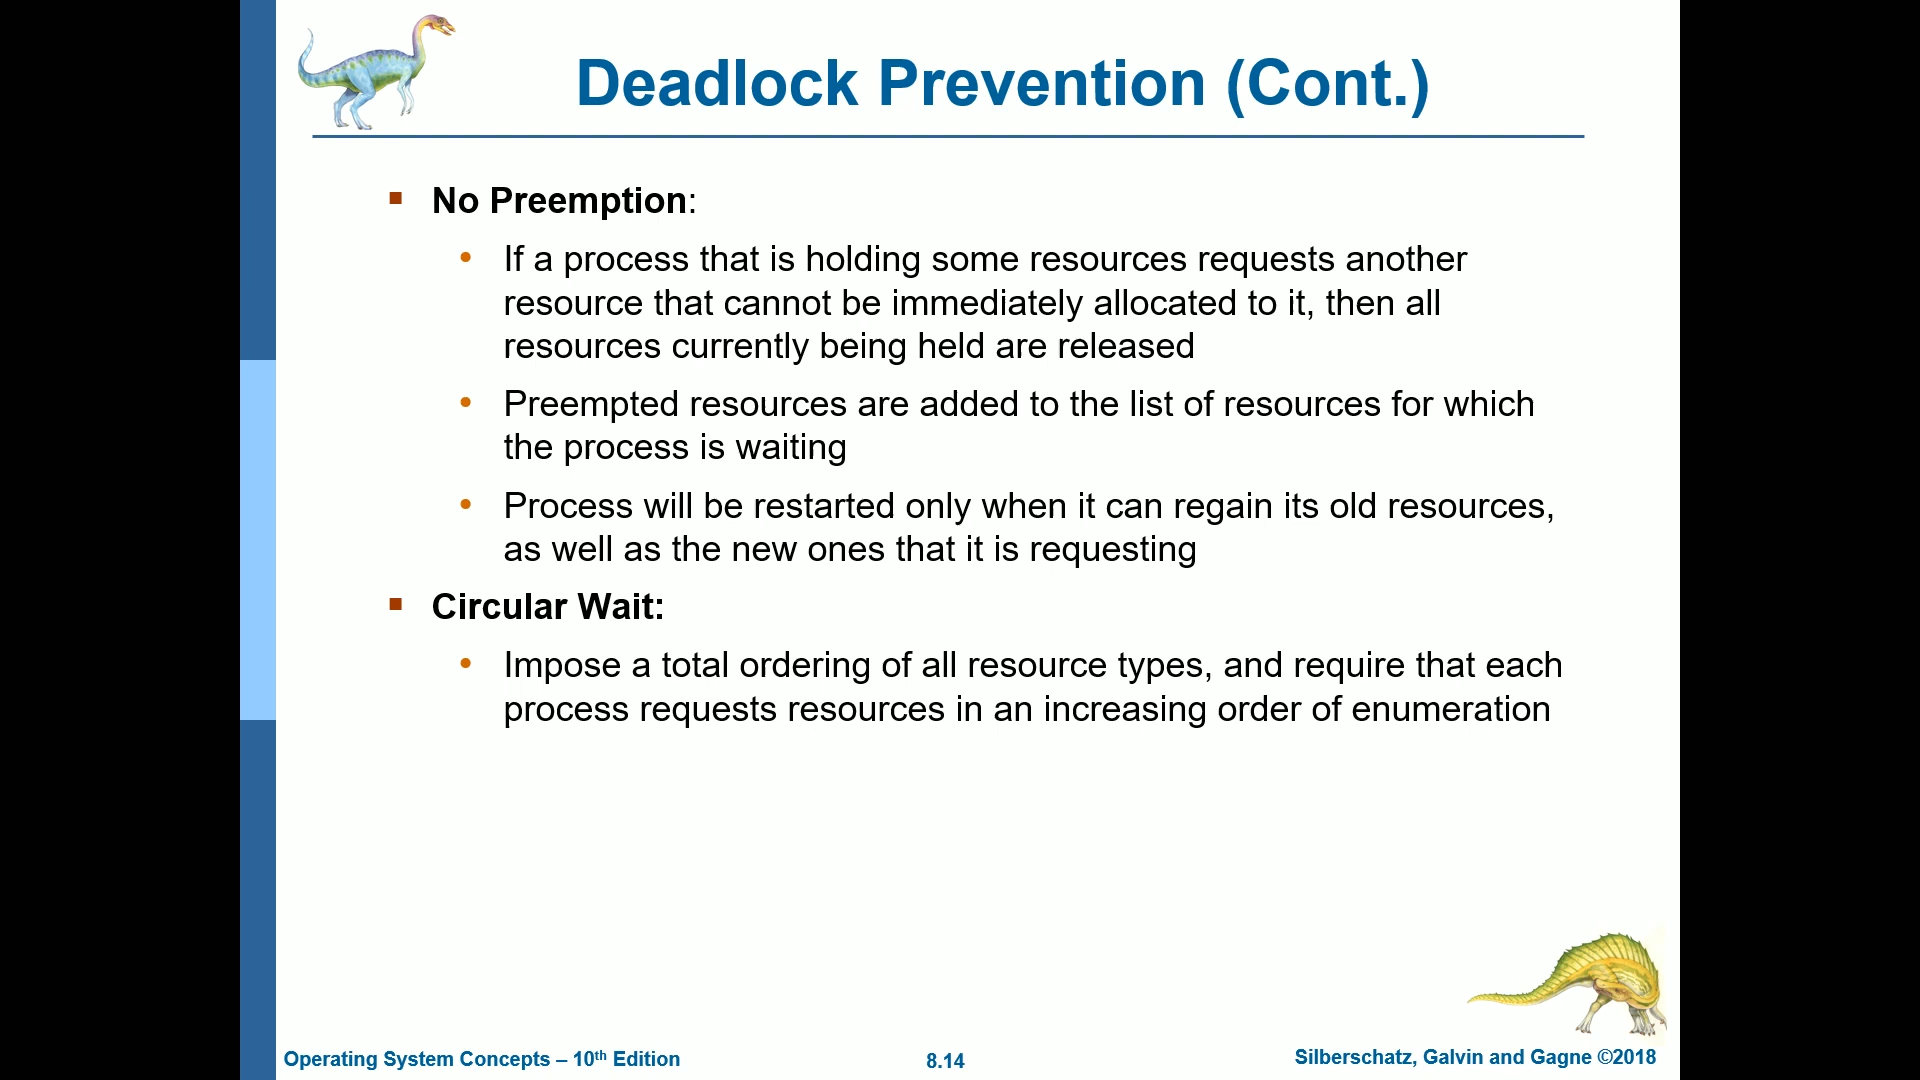 Deadlock Prevention (Cont.)
▪ No Preemption:
• If a process that is holding some resources requests another
resource that cannot be immediately allocated to it, then all
resources currently being held are released
• Preempted resources are added to the list of resources for which
the process is waiting
• Process will be restarted only when it can regain its old resources,
as well as the new ones that it is requesting
▪ Circular Wait:
• Impose a total ordering of all resource types, and require that each
process requests resources in an increasing order of enumeration
Operating System Concepts – 10th Edition
8.14
Silberschatz, Galvin and Gagne ©2018